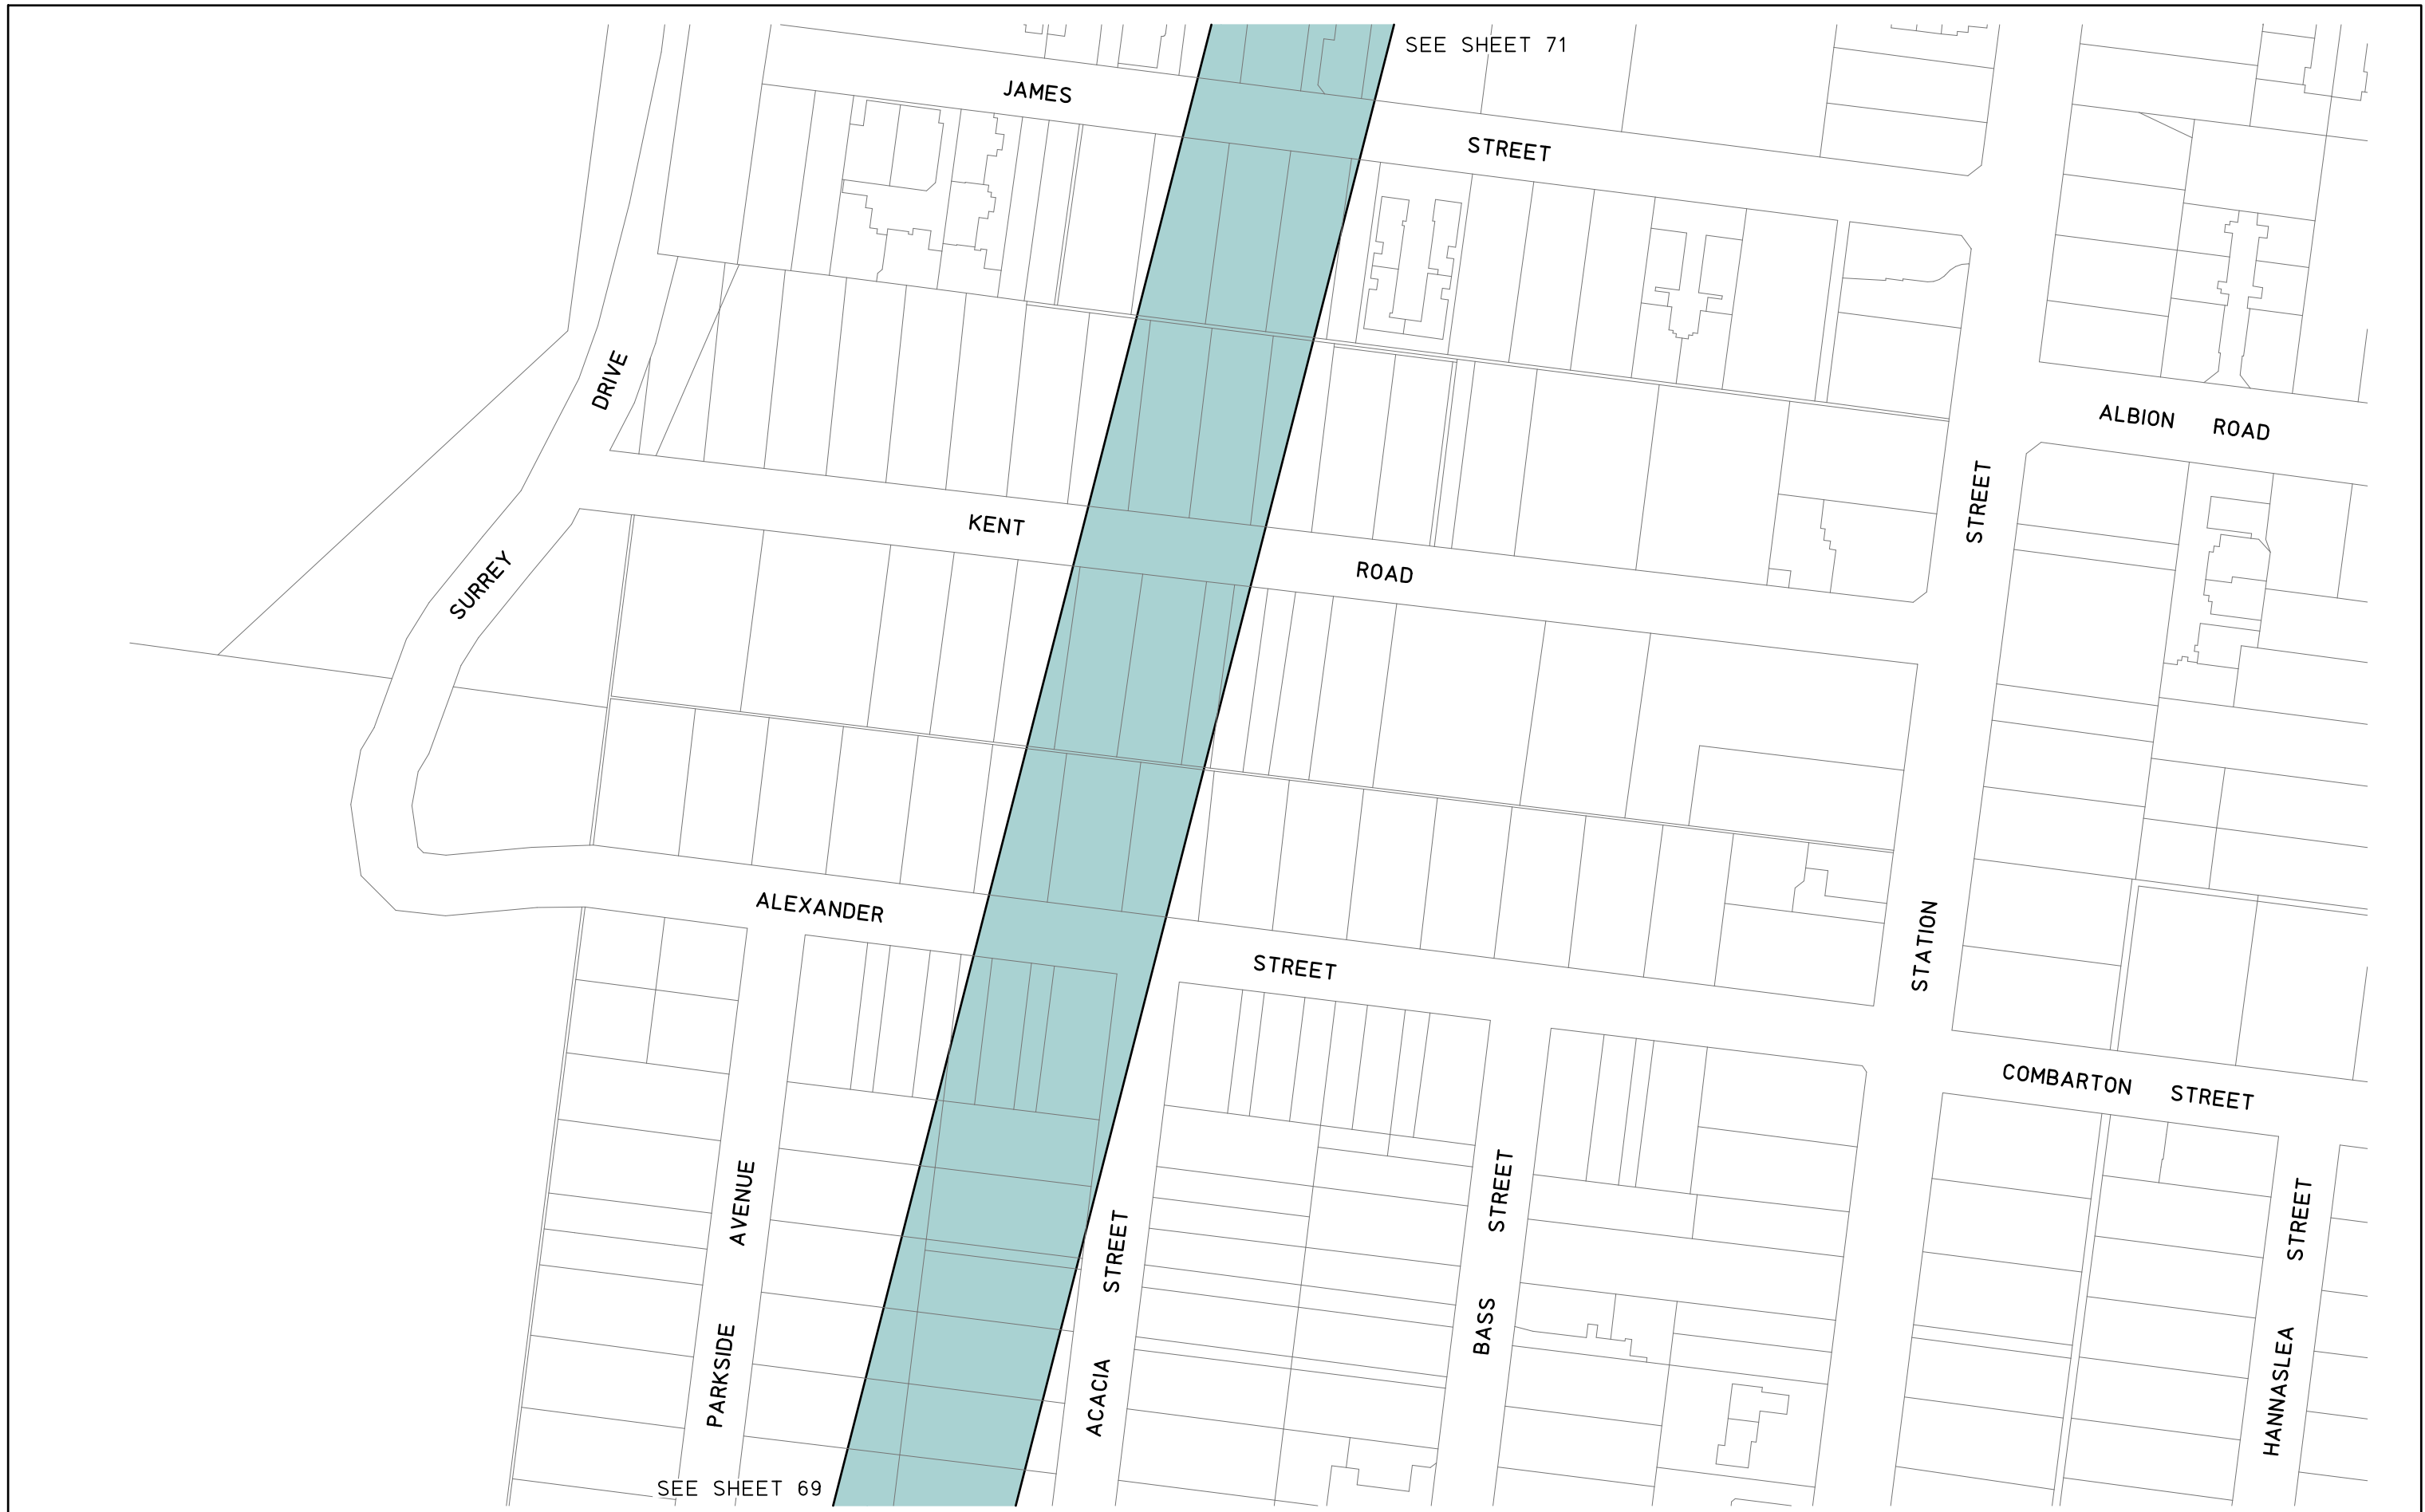 SEE SHEET 71
JAMES STREET
DRIVE
SURREY
ALBION ROAD
KENT ROAD
STREET
STATION
ALEXANDER STREET
COMBARTON STREET
PARKSIDE AVENUE
ACACIA STREET
BASS STREET
HANNASLEA STREET
SEE SHEET 69